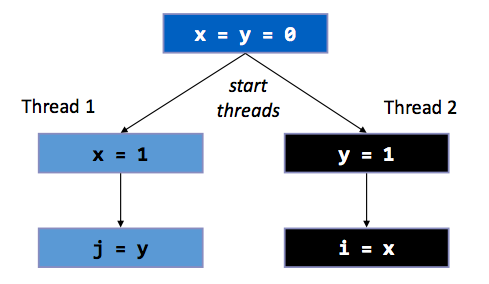 x = y = 0
start
threads
Thread 1
Thread 2
x = 1
y = 1
j = y
i = x